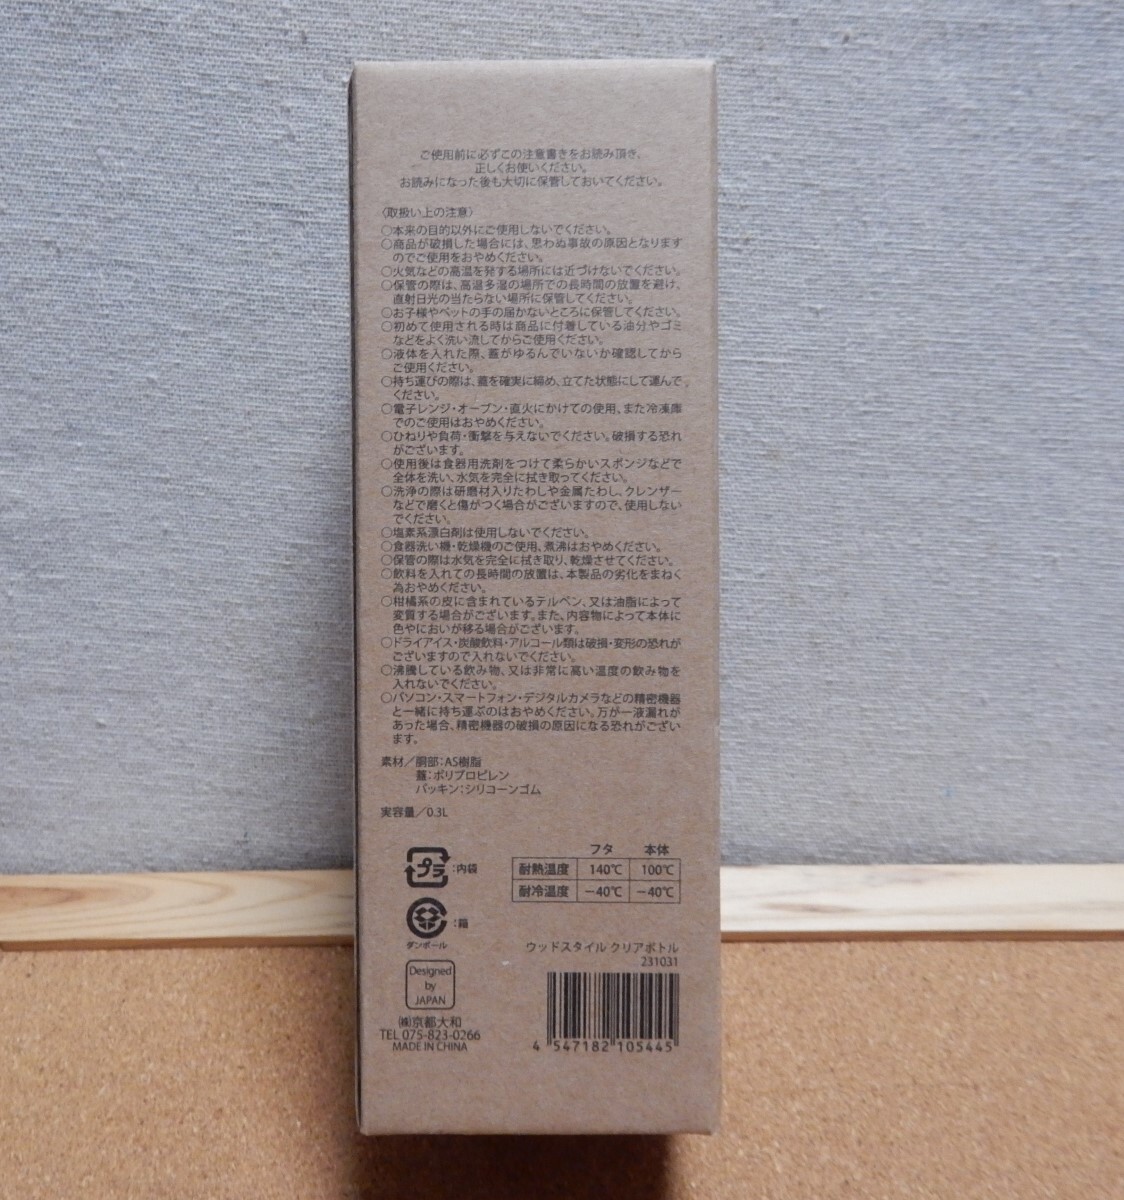 ご使用前に必ずこの注意書きをお読み頂き、
正しくお使いください。
お読みになった後も大切に保管しておいてください。
〈取扱い上の注意〉
○本来の目的以外にご使用しないでください。
○商品が破損した場合には、思わぬ事故の原因となります
のでご使用をおやめください。
○火気などの高温を発する場所には近づけないでください。
○保管の際は、高温多湿の場所での長時間の放置を避け、
直射日光の当たらない場所に保管してください。
○お子様やペットの手の届かないところに保管してください。
○初めて使用される時は商品に付着している油分やゴミ
などをよく洗い流してからご使用ください。
○液体を入れた際、蓋がゆるんでいないか確認してから
ご使用ください。
○持ち運びの際は、蓋を確実に締め、立てた状態にして運んで
ください。
○電子レンジ・オーブン・直火にかけての使用、また冷凍庫
でのご使用はおやめください。
○ひねりや負荷・衝撃を与えないでください。破損する恐れ
がございます。
○使用後は食器用洗剤をつけて柔らかいスポンジなどで
全体を洗い、水気を完全に拭き取ってください。
○洗浄の際は研磨材入りたわしや金属たわし、クレンザー
などで磨くと傷がつく場合がございますので、使用しない
でください。
○塩素系漂白剤は使用しないでください。
○食器洗い機・乾燥機のご使用、煮沸はおやめください。
○保管の際は水気を完全に拭き取り、乾燥させてください。
○飲料を入れての長時間の放置は、本製品の劣化をまねく
為おやめください。
○柑橘系の皮に含まれているテルペン、又は油脂によって
変質する場合がございます。また、内容物によって本体に
色やにおいが移る場合がございます。
○ドライアイス・炭酸飲料・アルコール類は破損・変形の恐れが
ございますので入れないでください。
○沸騰している飲み物、又は非常に高い温度の飲み物を
入れないでください。
○パソコン・スマートフォン・デジタルカメラなどの精密機器
と一緒に持ち運ぶのはおやめください。万が一液漏れが
あった場合、精密機器の破損の原因になる恐れがござい
ます。
素材／胴部：AS樹脂
蓋：ポリプロピレン
パッキン：シリコーンゴム
実容量／0.3L
フタ 本体
耐熱温度 140℃ 100℃
耐冷温度 －40℃ －40℃
プラ：内袋
：箱
ダンボール
Designed
by
JAPAN
㈱京都大和
TEL 075-823-0266
MADE IN CHINA
ウッドスタイル クリアボトル
231031
4 547182 105445